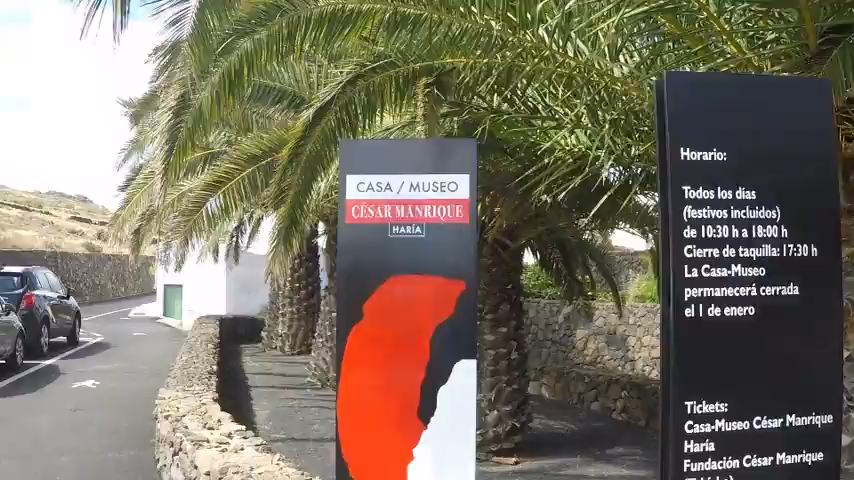 CASA / MUSEO
CÉSAR MANRIQUE
HARÍA
Horario:
Todos los días
(festivos incluidos)
de 10:30 h a 18:00 h
Cierre de taquilla: 17:30 h
La Casa-Museo
permanecerá cerrada
el 1 de enero
Tickets:
Casa-Museo César Manrique
(Haría)
Fundación César Manrique,